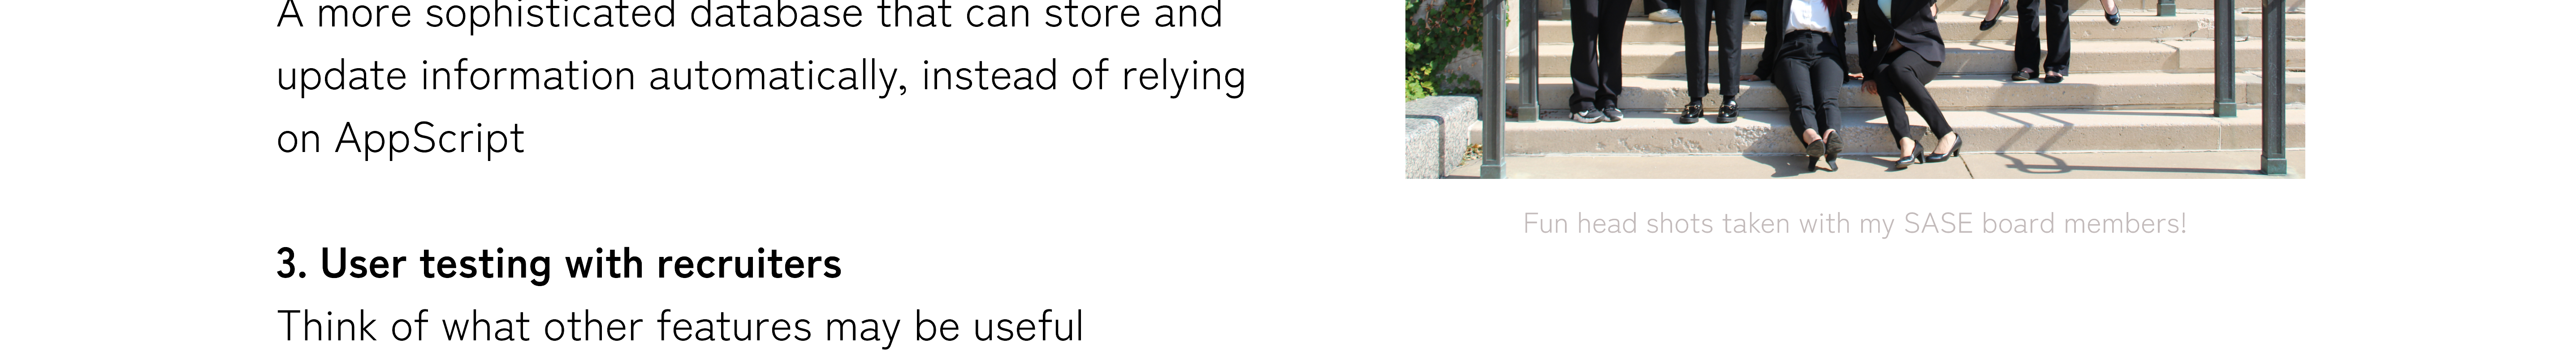 A more sophisticated database that can store and
update information automatically, instead of relying
on AppScript
3. User testing with recruiters
Think of what other features may be useful
Fun head shots taken with my SASE board members!